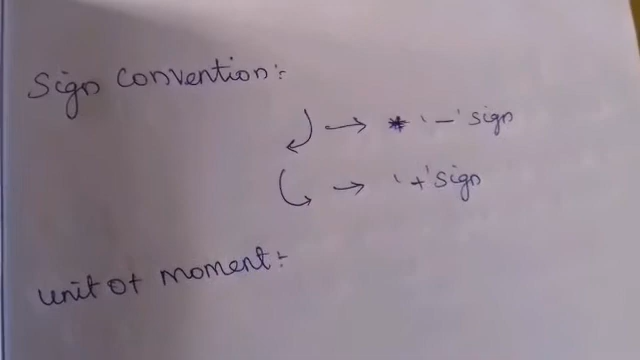 Sign convention:-
→ '-' sign
→ '+' sign
unit of moment:-